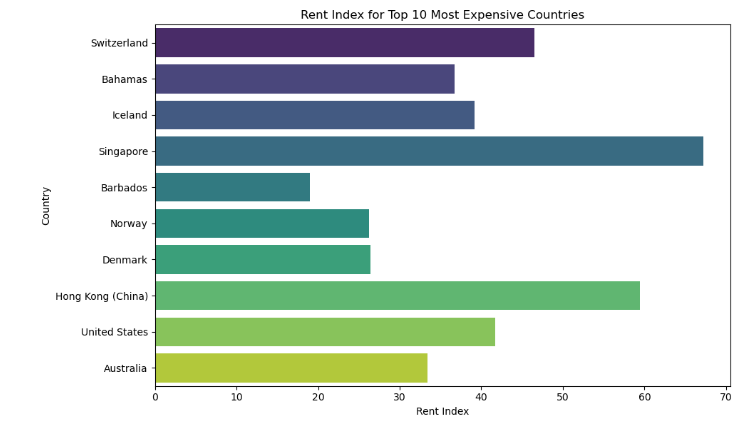 Rent Index for Top 10 Most Expensive Countries
Country
Switzerland
Bahamas
Iceland
Singapore
Barbados
Norway
Denmark
Hong Kong (China)
United States
Australia
0 10 20 30 40 50 60 70
Rent Index